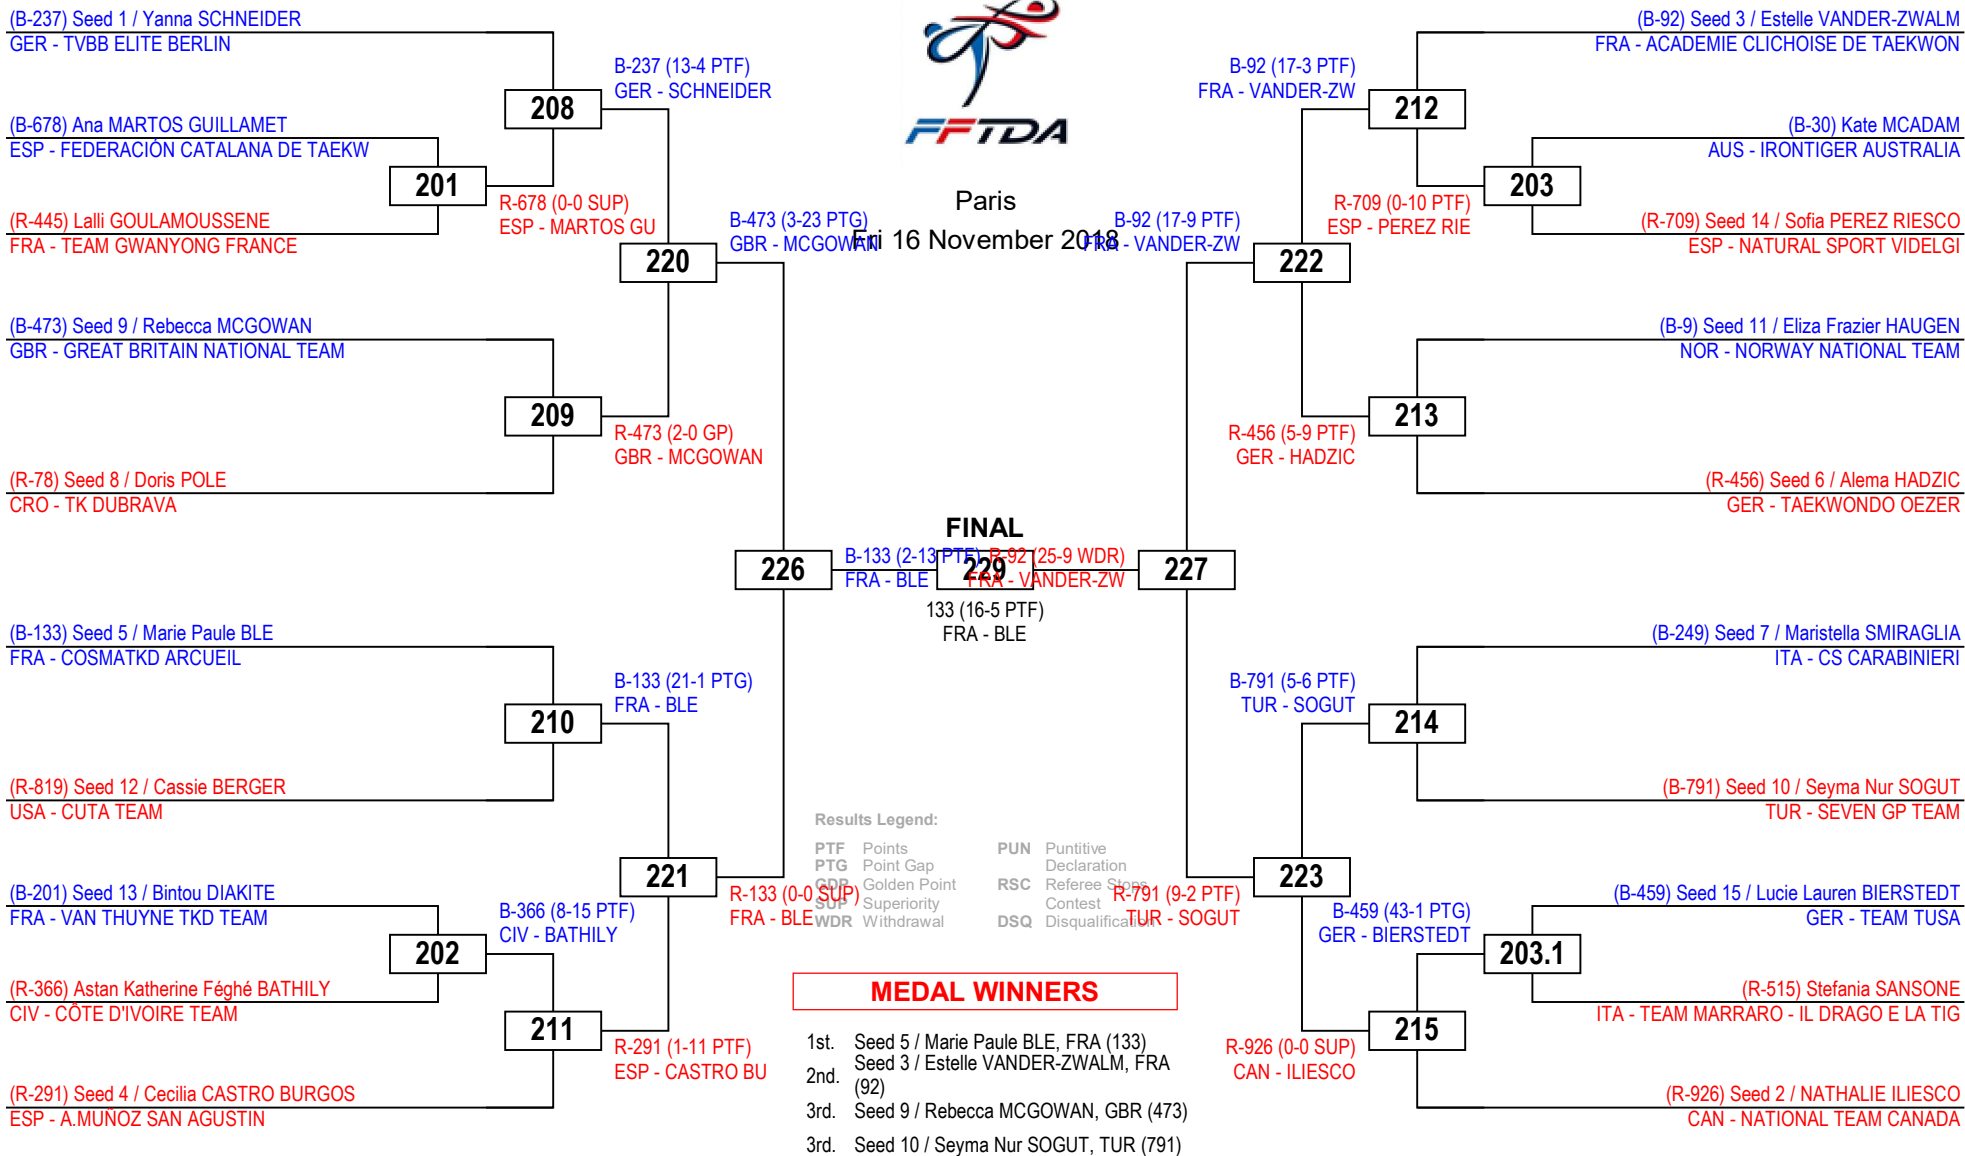 (B-237) Seed 1 / Yanna SCHNEIDER
GER - TVBB ELITE BERLIN
(B-678) Ana MARTOS GUILLAMET
ESP - FEDERACIÓN CATALANA DE TAEKW
(R-445) Lalli GOULAMOUSSENE
FRA - TEAM GWANYONG FRANCE
(B-473) Seed 9 / Rebecca MCGOWAN
GBR - GREAT BRITAIN NATIONAL TEAM
(R-78) Seed 8 / Doris POLE
CRO - TK DUBRAVA
(B-133) Seed 5 / Marie Paule BLE
FRA - COSMATKD ARCUEIL
(R-819) Seed 12 / Cassie BERGER
USA - CUTA TEAM
(B-201) Seed 13 / Bintou DIAKITE
FRA - VAN THUYNE TKD TEAM
(R-366) Astan Katherine Féghé BATHILY
CIV - CÔTE D'IVOIRE TEAM
(R-291) Seed 4 / Cecilia CASTRO BURGOS
ESP - A.MUÑOZ SAN AGUSTIN
201
R-678 (0-0 SUP)
ESP - MARTOS GU
202
B-366 (8-15 PTF)
CIV - BATHILY
208
B-237 (13-4 PTF)
GER - SCHNEIDER
209
R-473 (2-0 GP)
GBR - MCGOWAN
210
B-133 (21-1 PTG)
FRA - BLE
211
R-291 (1-11 PTF)
ESP - CASTRO BU
220
B-473 (3-23 PTG)
GBR - MCGOWAN
221
R-133 (0-0 SUP)
FRA - BLE
226
B-133 (2-13 PTF)
FRA - BLE
FFTDA
Paris
Fri 16 November 2018
FINAL
229
133 (16-5 PTF)
FRA - BLE
R-92 (25-9 WDR)
FRA - VANDER-ZW
227
B-92 (17-9 PTF)
FRA - VANDER-ZW
222
R-791 (9-2 PTF)
TUR - SOGUT
223
B-92 (17-3 PTF)
FRA - VANDER-ZW
212
R-456 (5-9 PTF)
GER - HADZIC
213
B-791 (5-6 PTF)
TUR - SOGUT
214
R-926 (0-0 SUP)
CAN - ILIESCO
215
R-709 (0-10 PTF)
ESP - PEREZ RIE
203
B-459 (43-1 PTG)
GER - BIERSTEDT
203.1
(B-92) Seed 3 / Estelle VANDER-ZWALM
FRA - ACADEMIE CLICHOISE DE TAEKWON
(B-30) Kate MCADAM
AUS - IRONTIGER AUSTRALIA
(R-709) Seed 14 / Sofia PEREZ RIESCO
ESP - NATURAL SPORT VIDELGI
(B-9) Seed 11 / Eliza Frazier HAUGEN
NOR - NORWAY NATIONAL TEAM
(R-456) Seed 6 / Alema HADZIC
GER - TAEKWONDO OEZER
(B-249) Seed 7 / Maristella SMIRAGLIA
ITA - CS CARABINIERI
(B-791) Seed 10 / Seyma Nur SOGUT
TUR - SEVEN GP TEAM
(B-459) Seed 15 / Lucie Lauren BIERSTEDT
GER - TEAM TUSA
(R-515) Stefania SANSONE
ITA - TEAM MARRARO - IL DRAGO E LA TIG
(R-926) Seed 2 / NATHALIE ILIESCO
CAN - NATIONAL TEAM CANADA
Results Legend:
PTF Points
PTG Point Gap
GDP Golden Point
SUP Superiority
WDR Withdrawal
PUN Puntitive
Declaration
RSC Referee Stops
Contest
DSQ Disqualification
MEDAL WINNERS
1st. Seed 5 / Marie Paule BLE, FRA (133)
2nd. Seed 3 / Estelle VANDER-ZWALM, FRA
(92)
3rd. Seed 9 / Rebecca MCGOWAN, GBR (473)
3rd. Seed 10 / Seyma Nur SOGUT, TUR (791)